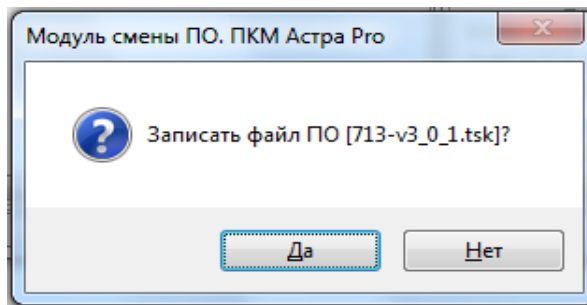 Модуль смены ПО. ПКМ Астра Pro
Записать файл ПО [713-v3_0_1.tsk]?
Да
Нет